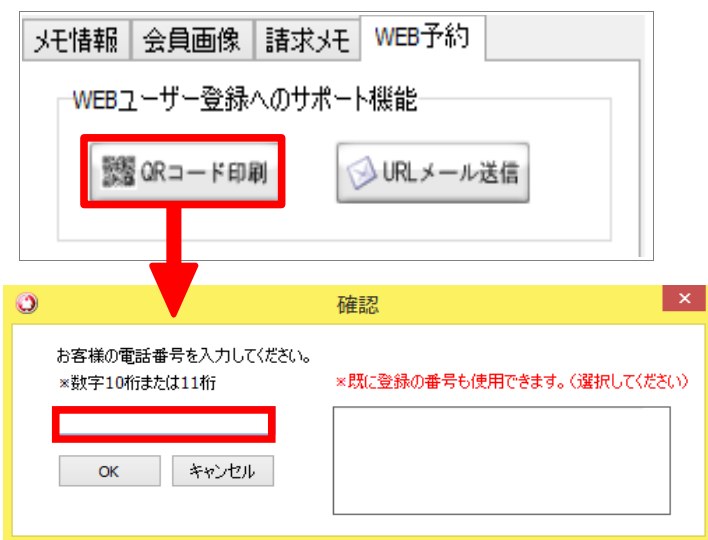 メモ情報 会員画像 請求メモ WEB予約
WEBユーザー登録へのサポート機能
QRコード印刷 URLメール送信
確認
お客様の電話番号を入力してください。
※数字10桁または11桁
※既に登録の番号も使用できます。(選択してください)
OK キャンセル